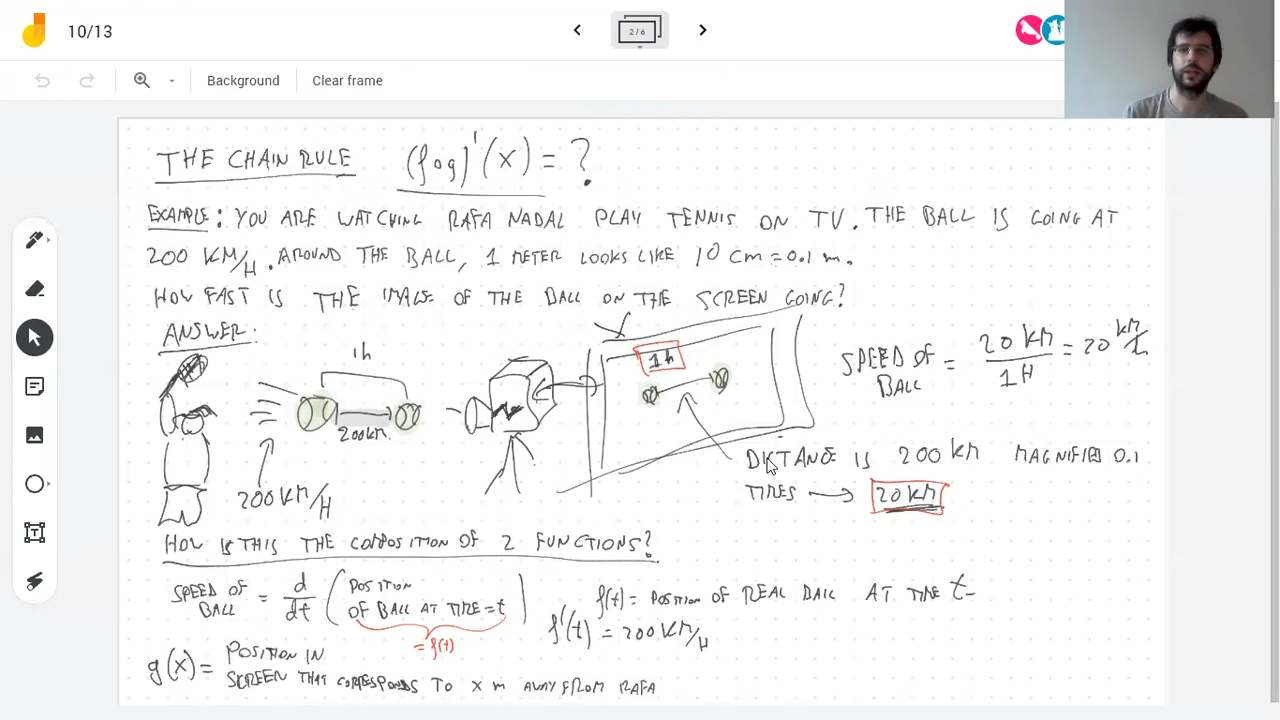 10/13
2/6
Background
Clear frame
THE CHAIN RULE (f∘g)'(x) = ?
EXAMPLE: YOU ARE WATCHING RAFA NADAL PLAY TENNIS ON TV. THE BALL IS GOING AT
200 KM/H. AROUND THE BALL, 1 METER LOOKS LIKE 10 cm = 0.1 m.
HOW FAST IS THE IMAGE OF THE BALL ON THE SCREEN GOING?
ANSWER:
1h
200km.
200 KM/H
1h
SPEED OF BALL = 20 KM / 1H = 20 KM/h
DISTANCE IS 200 KM MAGNIFIED 0.1
TIMES → 20 KM
HOW IS THIS THE COMPOSITION OF 2 FUNCTIONS?
SPEED OF BALL = d/dt (POSITION OF BALL AT TIME = t)
= f(t)
f(t) = POSITION OF REAL BALL AT TIME t
f'(t) = 200 KM/H
g(x) = POSITION IN
SCREEN THAT CORRESPONDS TO x m AWAY FROM RAFA